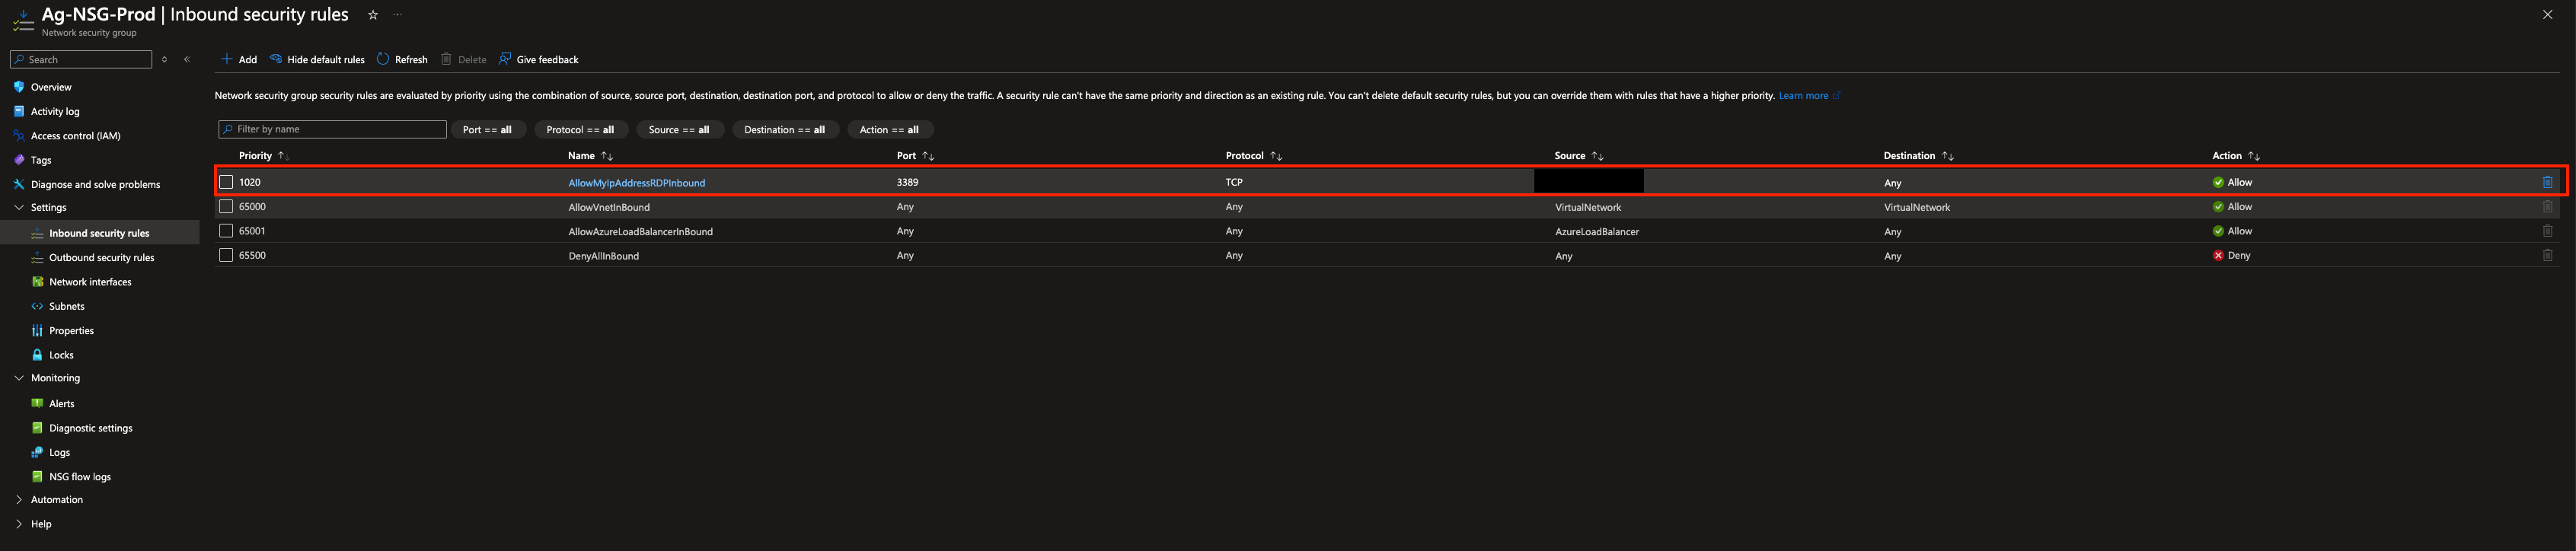 Ag-NSG-Prod | Inbound security rules
Network security group
Search
Add Hide default rules Refresh Delete Give feedback
Overview
Activity log
Access control (IAM)
Tags
Diagnose and solve problems
Settings
Inbound security rules
Outbound security rules
Network interfaces
Subnets
Properties
Locks
Monitoring
Alerts
Diagnostic settings
Logs
NSG flow logs
Automation
Help
Network security group security rules are evaluated by priority using the combination of source, source port, destination, destination port, and protocol to allow or deny the traffic. A security rule can't have the same priority and direction as an existing rule. You can't delete default security rules, but you can override them with rules that have a higher priority. Learn more
Filter by name Port == all Protocol == all Source == all Destination == all Action == all
Priority Name Port Protocol Source Destination Action
1020 AllowMyIpAddressRDPInbound 3389 TCP Any Allow
65000 AllowVnetInBound Any Any VirtualNetwork VirtualNetwork Allow
65001 AllowAzureLoadBalancerInBound Any Any AzureLoadBalancer Any Allow
65500 DenyAllInBound Any Any Any Any Deny